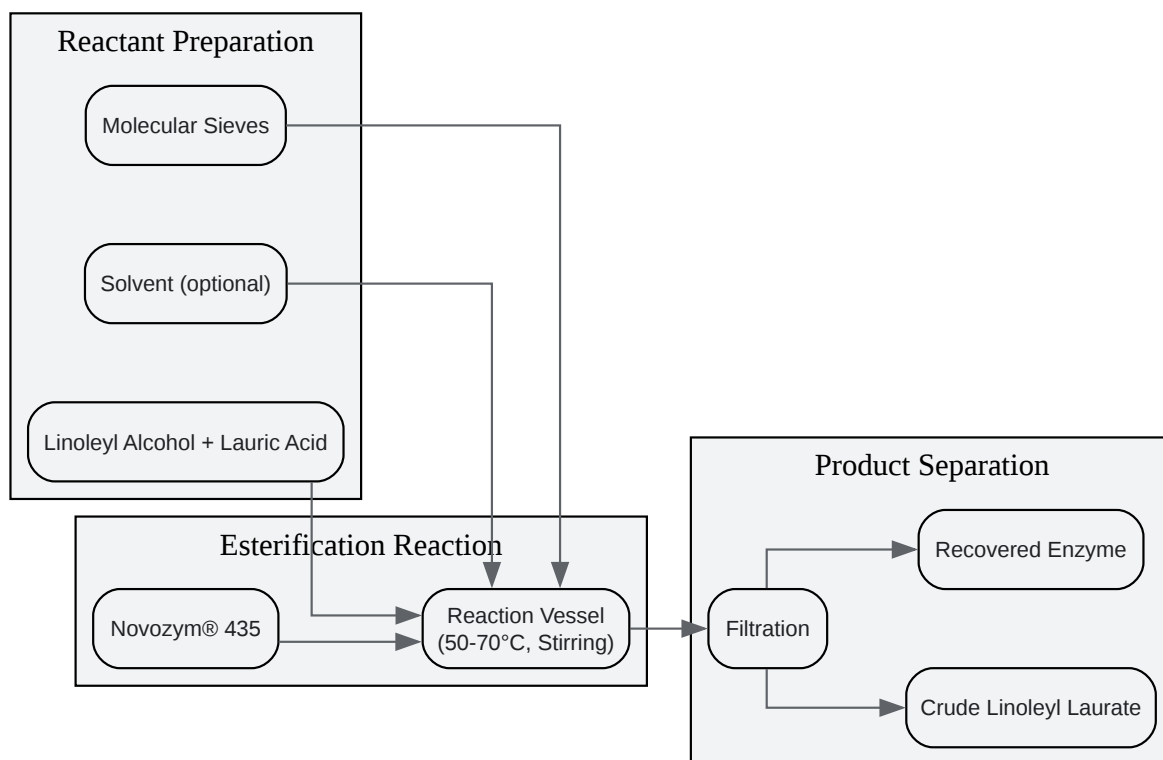 Reactant Preparation
Molecular Sieves
Solvent (optional)
Linoleyl Alcohol + Lauric Acid
Esterification Reaction
Novozym® 435
Reaction Vessel
(50-70°C, Stirring)
Product Separation
Filtration
Recovered Enzyme
Crude Linoleyl Laurate